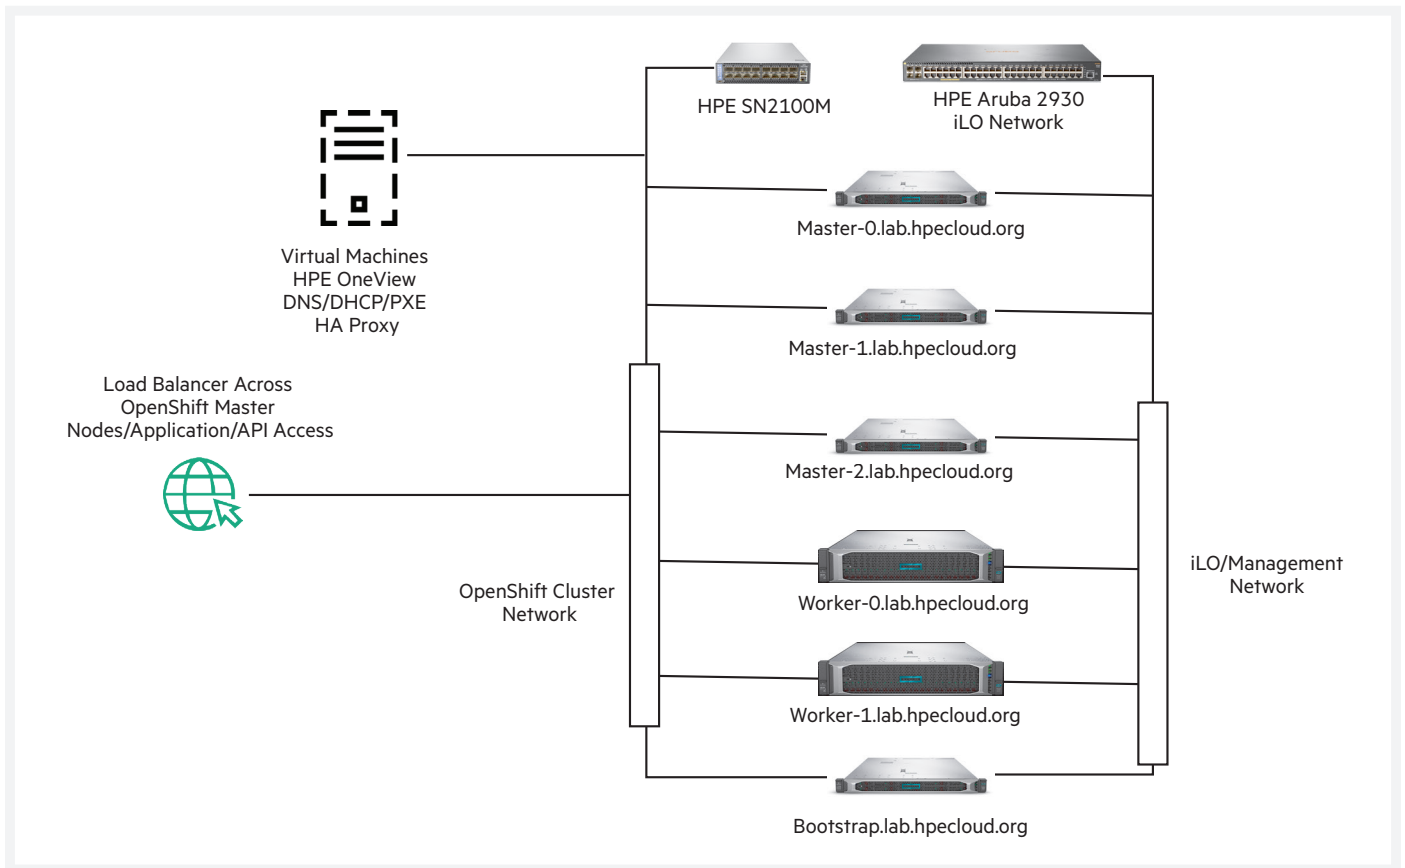 HPE SN2100M
HPE Aruba 2930
iLO Network
Virtual Machines
HPE OneView
DNS/DHCP/PXE
HA Proxy
Master-0.lab.hpecloud.org
Master-1.lab.hpecloud.org
Load Balancer Across
OpenShift Master
Nodes/Application/API Access
Master-2.lab.hpecloud.org
OpenShift Cluster
Network
Worker-0.lab.hpecloud.org
iLO/Management
Network
Worker-1.lab.hpecloud.org
Bootstrap.lab.hpecloud.org